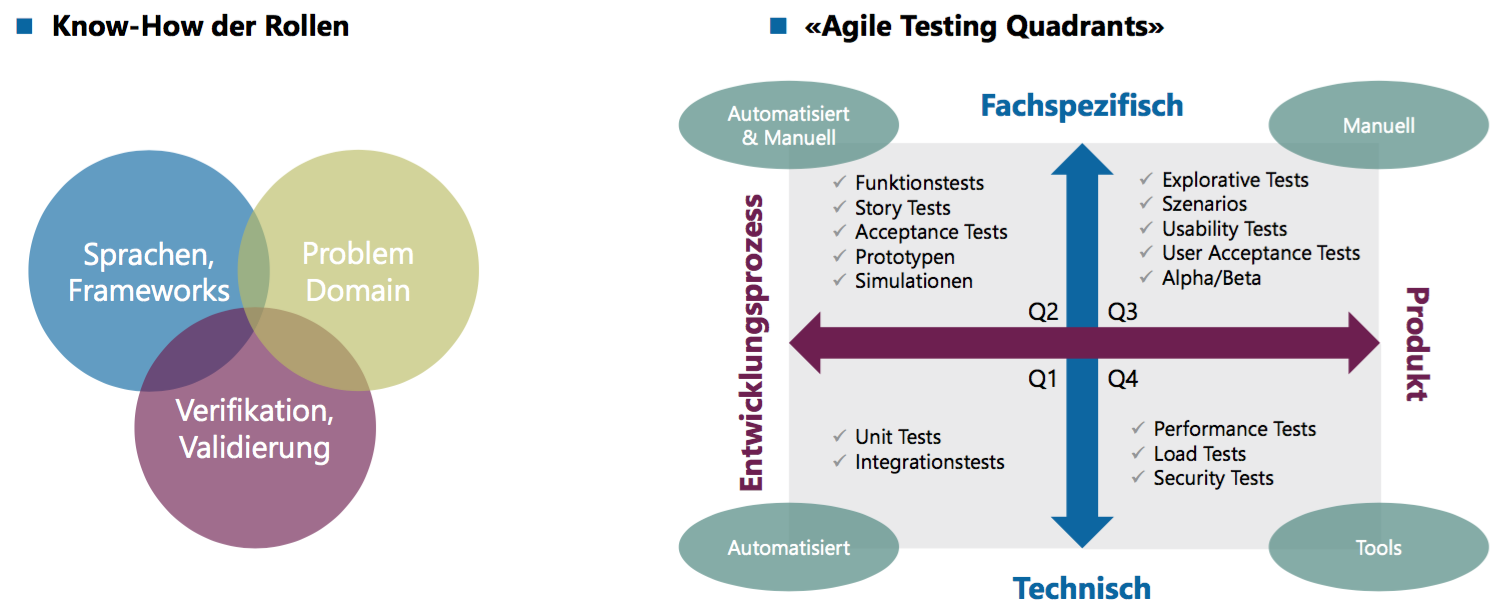 Know-How der Rollen
Sprachen,
Frameworks
Problem
Domain
Verifikation,
Validierung
«Agile Testing Quadrants»
Automatisiert
& Manuell
Fachspezifisch
Manuell
Entwicklungsprozess
Funktionstests
Story Tests
Acceptance Tests
Prototypen
Simulationen
Q2
Explorative Tests
Szenarios
Usability Tests
User Acceptance Tests
Alpha/Beta
Q3
Produkt
Q1
Unit Tests
Integrationstests
Q4
Performance Tests
Load Tests
Security Tests
Automatisiert
Technisch
Tools